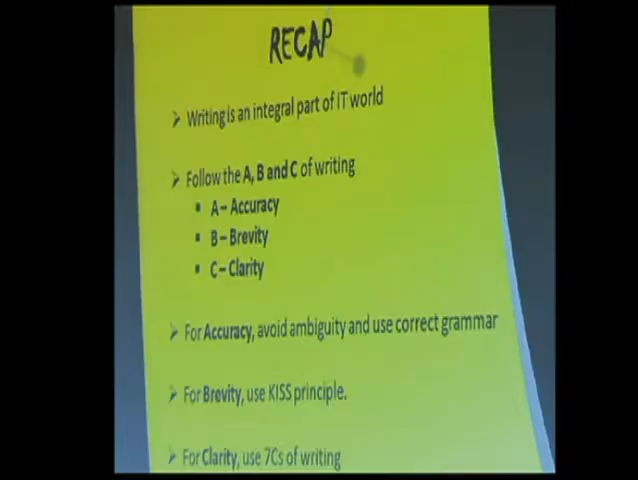 RECAP
➢ Writing is an integral part of IT world
➢ Follow the A, B and C of writing
▪ A – Accuracy
▪ B – Brevity
▪ C – Clarity
➢ For Accuracy, avoid ambiguity and use correct grammar
➢ For Brevity, use KISS principle.
➢ For Clarity, use 7Cs of writing